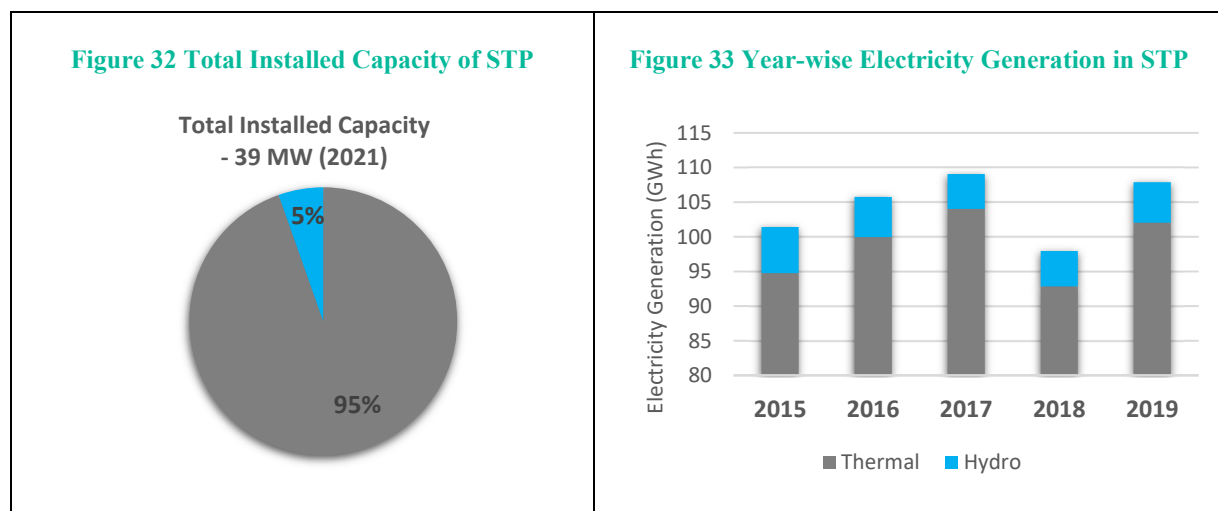 Figure 32 Total Installed Capacity of STP
Total Installed Capacity
- 39 MW (2021)
5%
95%
Figure 33 Year-wise Electricity Generation in STP
Electricity Generation (GWh)
115
110
105
100
95
90
85
80
2015 2016 2017 2018 2019
Thermal Hydro